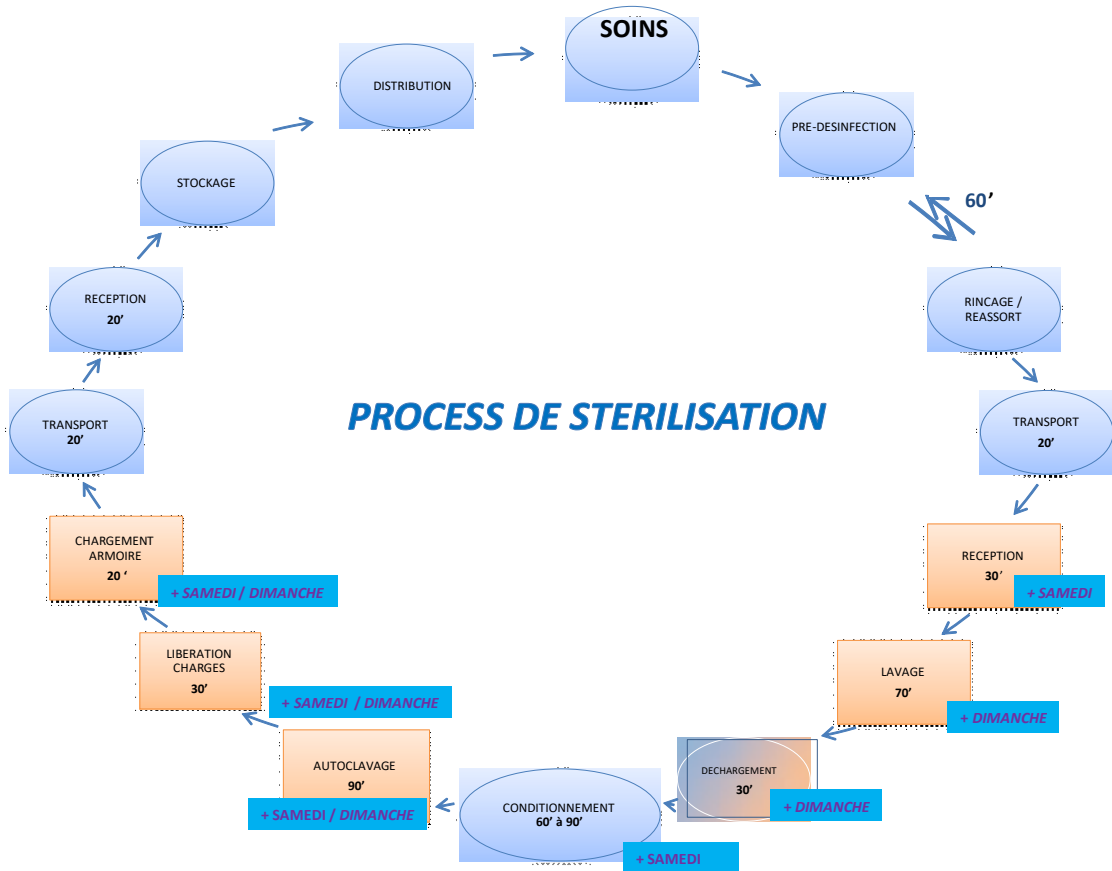 SOINS
DISTRIBUTION
PRE-DESINFECTION
STOCKAGE
60’
RECEPTION
20’
RINCAGE /
REASSORT
TRANSPORT
20’
PROCESS DE STERILISATION
TRANSPORT
20’
CHARGEMENT
ARMOIRE
20 ‘
+ SAMEDI / DIMANCHE
RECEPTION
30’
+ SAMEDI
LIBERATION
CHARGES
30’
+ SAMEDI / DIMANCHE
LAVAGE
70’
+ DIMANCHE
AUTOCLAVAGE
90’
+ SAMEDI / DIMANCHE
CONDITIONNEMENT
60’ à 90’
+ SAMEDI
DECHARGEMENT
30’
+ DIMANCHE